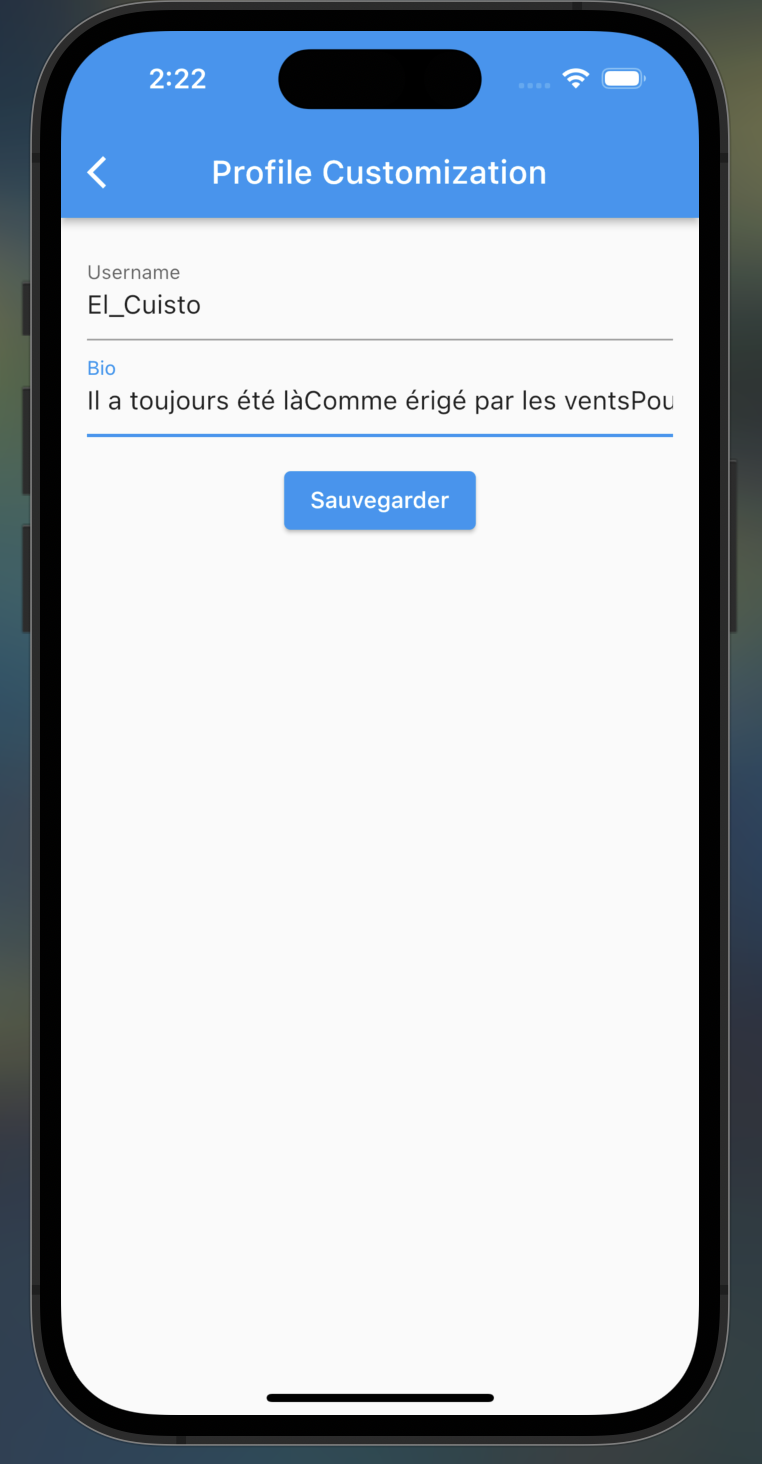 2:22
Profile Customization
Username
El_Cuisto
Bio
Il a toujours été làComme érigé par les ventsPou
Sauvegarder